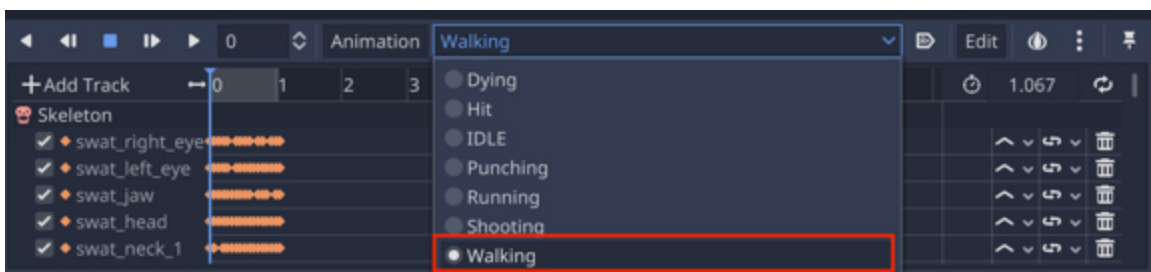 0 Animation Walking Edit
Add Track 0 1 2 3 1.067
Skeleton
swat_right_eye
swat_left_eye
swat_jaw
swat_head
swat_neck_1
Dying
Hit
IDLE
Punching
Running
Shooting
Walking